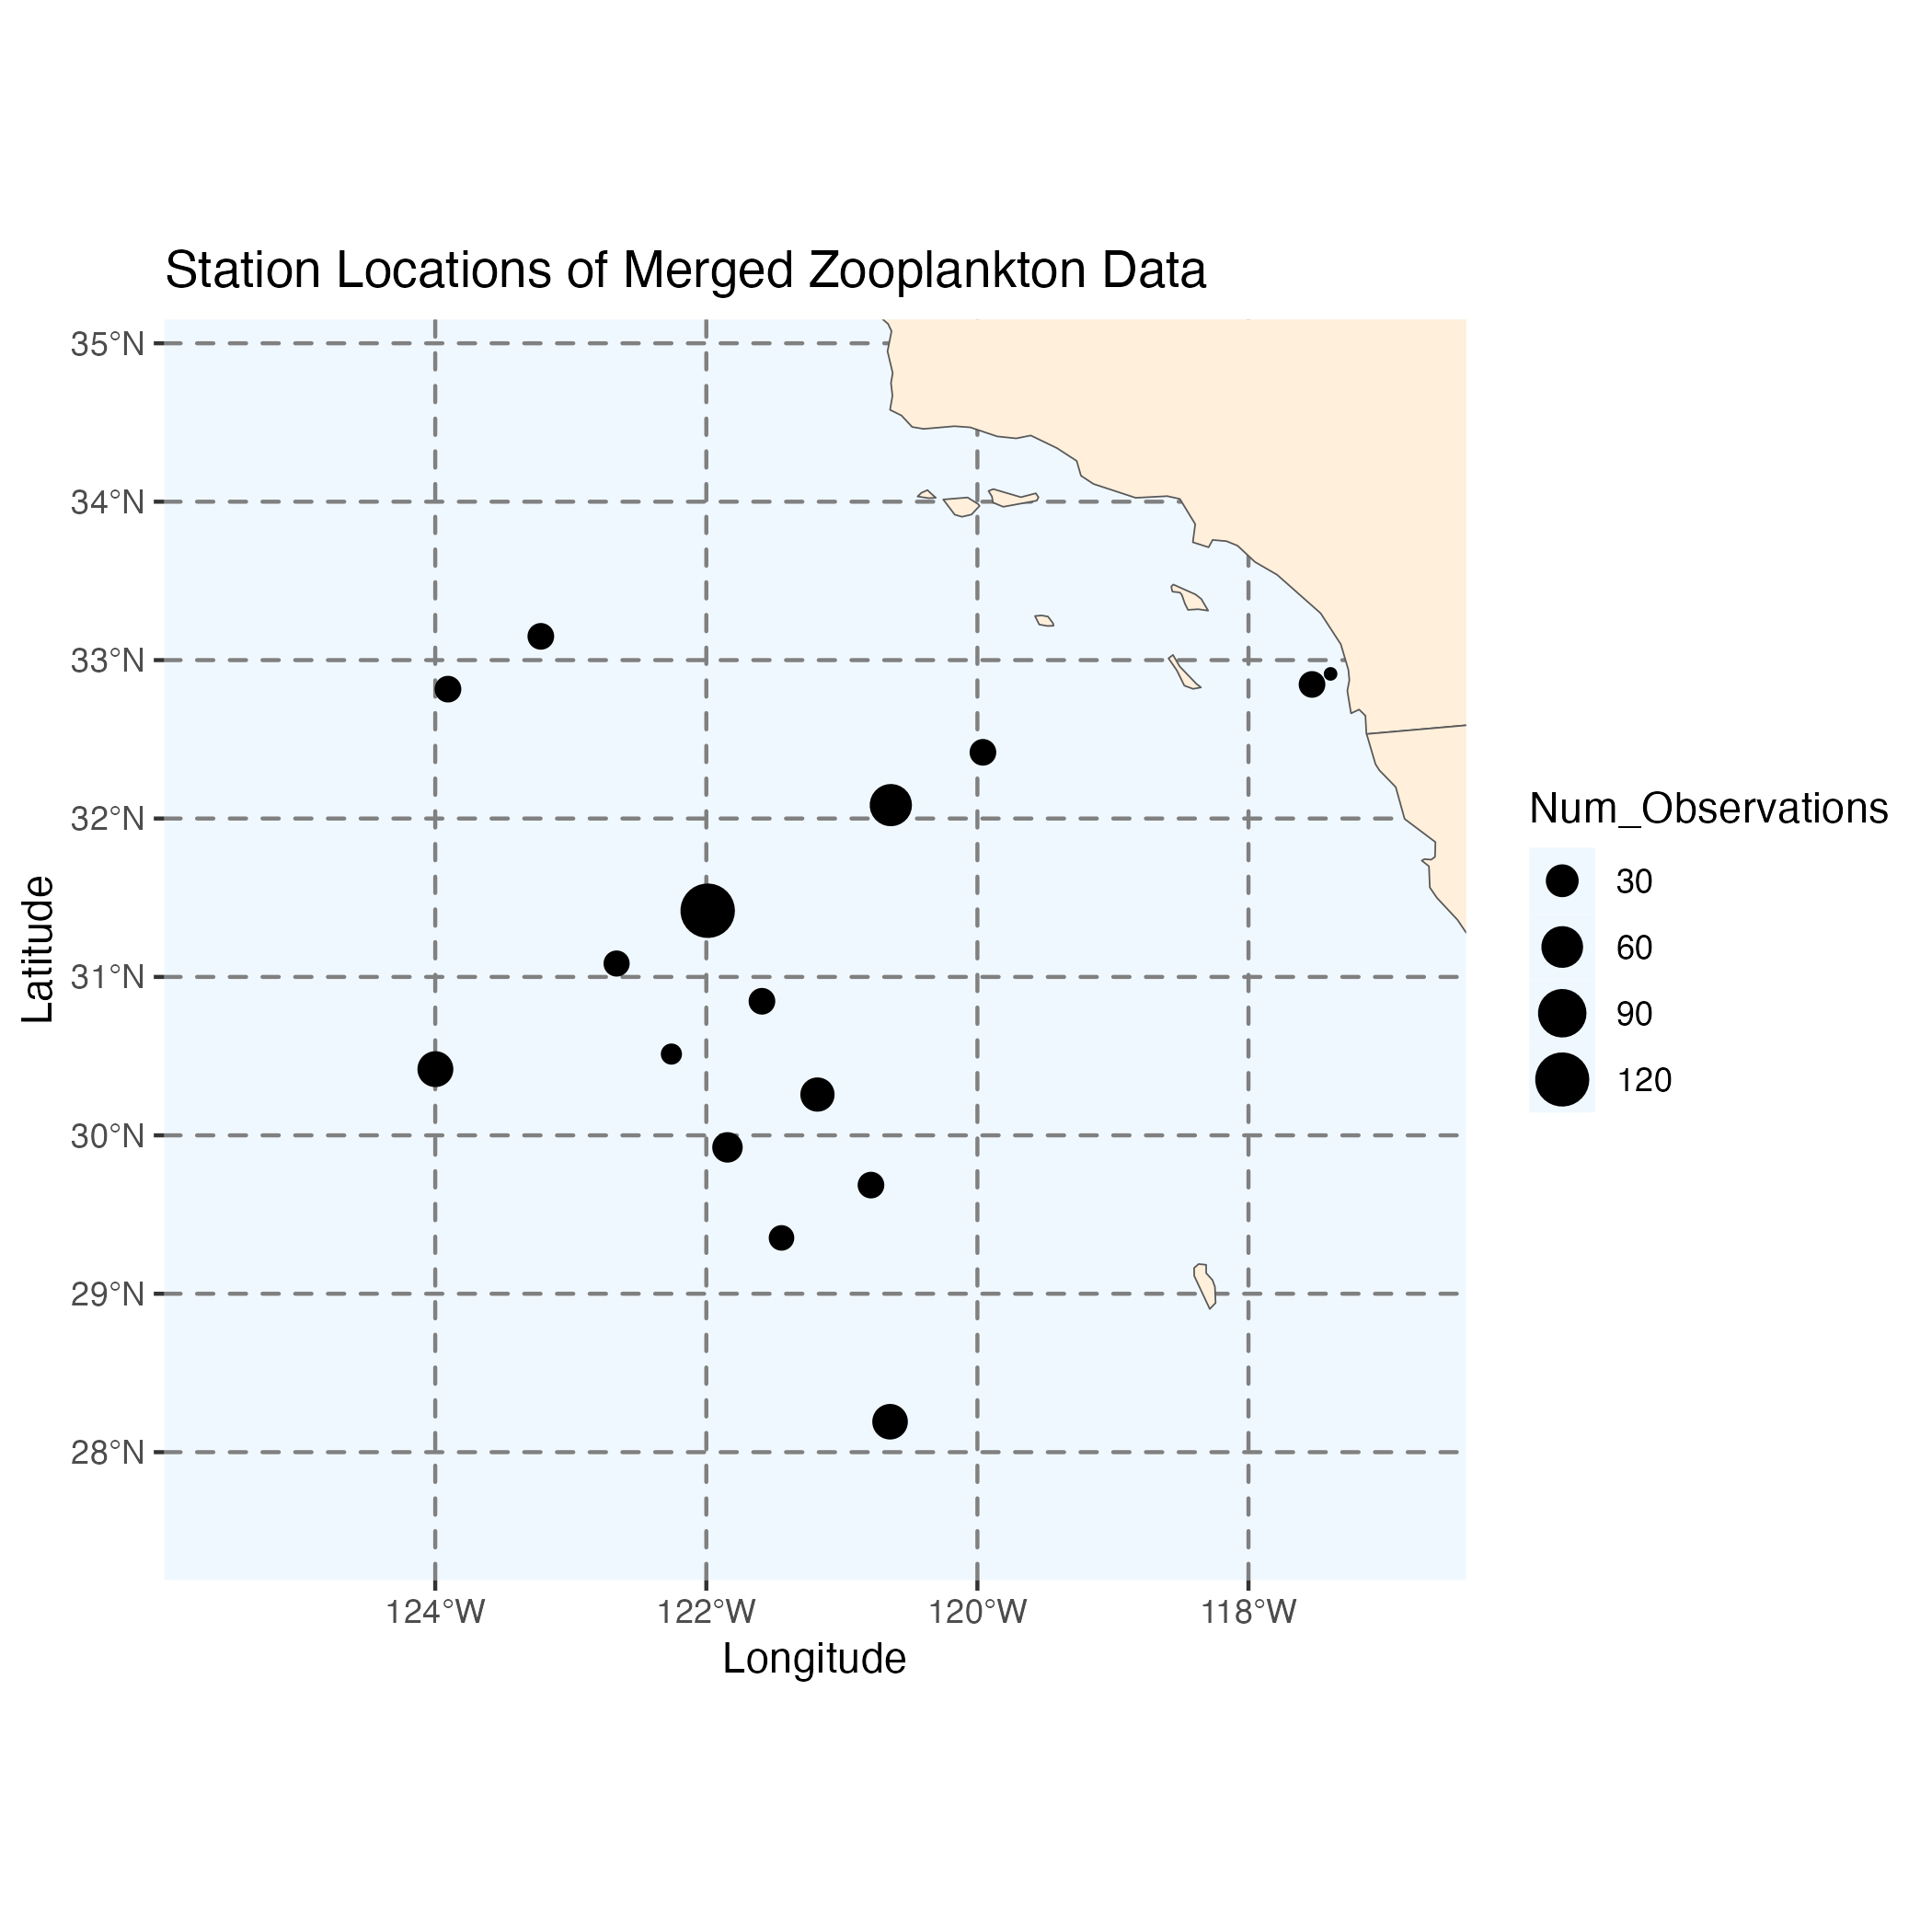 Station Locations of Merged Zooplankton Data
35°N
34°N
33°N
32°N
31°N
30°N
29°N
28°N
Latitude
124°W 122°W 120°W 118°W
Longitude
Num_Observations
30
60
90
120